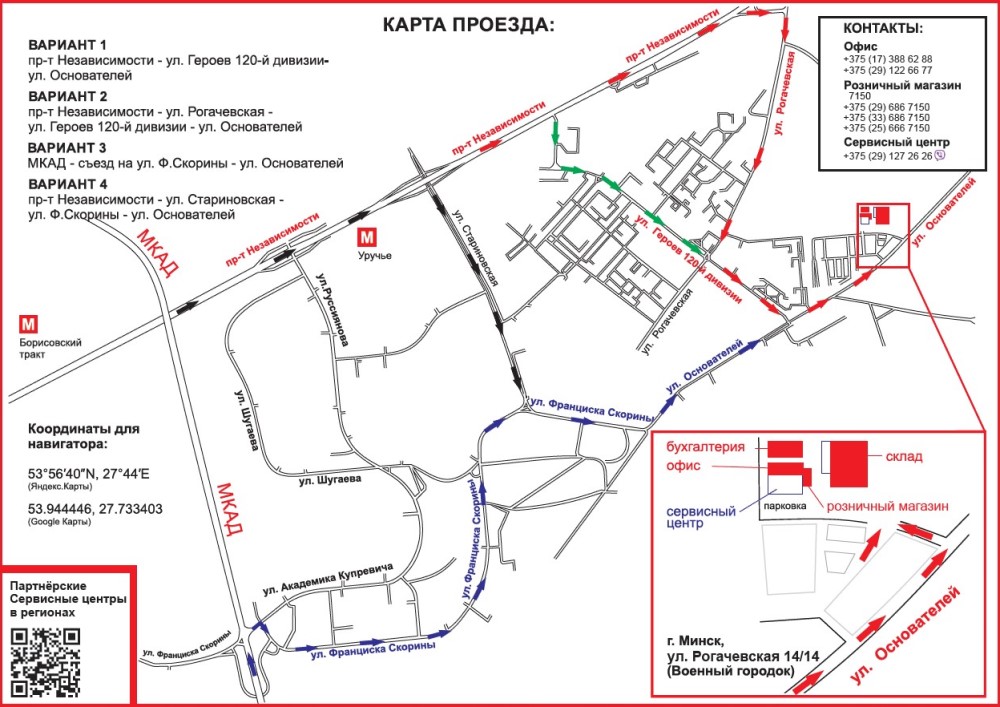 КАРТА ПРОЕЗДА:
ВАРИАНТ 1
пр-т Независимости - ул. Героев 120-й дивизии-
ул. Основателей
ВАРИАНТ 2
пр-т Независимости - ул. Рогачевская -
ул. Героев 120-й дивизии - ул. Основателей
ВАРИАНТ 3
МКАД - съезд на ул. Ф.Скорины - ул. Основателей
ВАРИАНТ 4
пр-т Независимости - ул. Стариновская -
ул. Ф.Скорины - ул. Основателей
КОНТАКТЫ:
Офис
+375 (17) 388 62 88
+375 (29) 122 66 77
Розничный магазин
7150
+375 (29) 686 7150
+375 (33) 686 7150
+375 (25) 666 7150
Сервисный центр
+375 (29) 127 26 26
пр-т Независимости
пр-т Независимости
пр-т Независимости
ул. Рогачевская
ул. Основателей
МКАД
М
Уручье
ул. Стариновская
ул. Героев 120-й дивизии
ул.Руссиянова
ул. Рогачевская
М
Борисовский
тракт
ул. Основателей
ул. Шугаева
ул. Франциска Скорины
Координаты для
навигатора:
53°56′40″N, 27°44′E
(Яндекс.Карты)
53.944446, 27.733403
(Google Карты)
ул. Шугаева
МКАД
ул. Франциска Скорины
ул. Академика Купревича
ул. Франциска Скорины
ул. Франциска Скорины
Партнёрские
Сервисные центры
в регионах
бухгалтерия
офис
склад
сервисный
центр
парковка
розничный магазин
ул. Основателей
г. Минск,
ул. Рогачевская 14/14
(Военный городок)